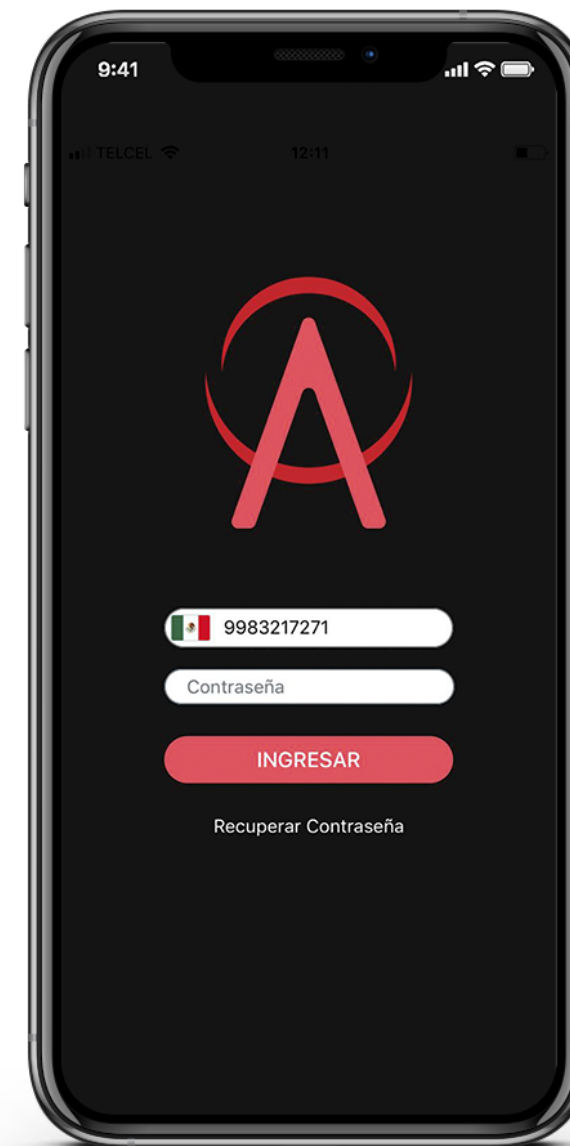 9:41
TELCEL 12:11
9983217271
Contraseña
INGRESAR
Recuperar Contraseña